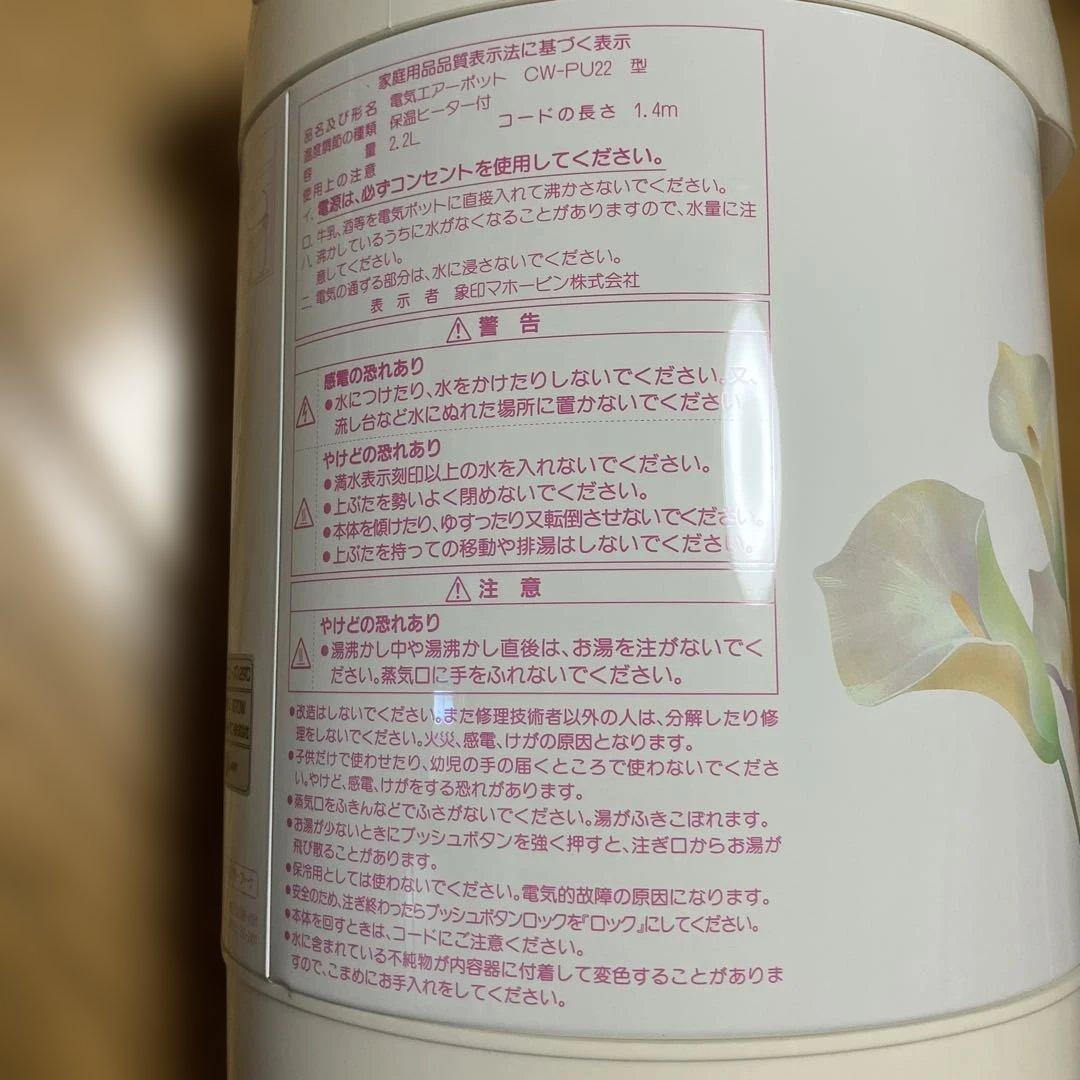 家庭用品品質表示法に基づく表示
品名及び形名 電気エアーポット CW-PU22 型
温度調節の種類 保温ヒーター付
容量 2.2L コードの長さ 1.4m
使用上の注意
イ. 電源は、必ずコンセントを使用してください。
ロ. 牛乳、酒等を電気ポットに直接入れて沸かさないでください。
ハ. 沸かしているうちに水がなくなることがありますので、水量に注
意してください。
ニ. 電気の通ずる部分は、水に浸さないでください。
表示者 象印マホービン株式会社
⚠警告
感電の恐れあり
●水につけたり、水をかけたりしないでください。又、
流し台など水にぬれた場所に置かないでください
やけどの恐れあり
●満水表示刻印以上の水を入れないでください。
●上ぶたを勢いよく閉めないでください。
●本体を傾けたり、ゆすったり又転倒させないでください。
●上ぶたを持っての移動や排湯はしないでください。
⚠注意
やけどの恐れあり
●湯沸かし中や湯沸かし直後は、お湯を注がないでく
ださい。蒸気口に手をふれないでください。
●改造はしないでください。また修理技術者以外の人は、分解したり修
理をしないでください。火災、感電、けがの原因となります。
●子供だけで使わせたり、幼児の手の届くところで使わないでくださ
い。やけど、感電、けがをする恐れがあります。
●蒸気口をふきんなどでふさがないでください。湯がふきこぼれます。
●お湯が少ないときにプッシュボタンを強く押すと、注ぎ口からお湯が
飛び散ることがあります。
●保冷用としては使わないでください。電気的故障の原因になります。
●安全のため、注ぎ終わったらプッシュボタンロックを『ロック』にしてください。
●本体を回すときは、コードにご注意ください。
●水に含まれている不純物が内容器に付着して変色することがありま
すので、こまめにお手入れをしてください。